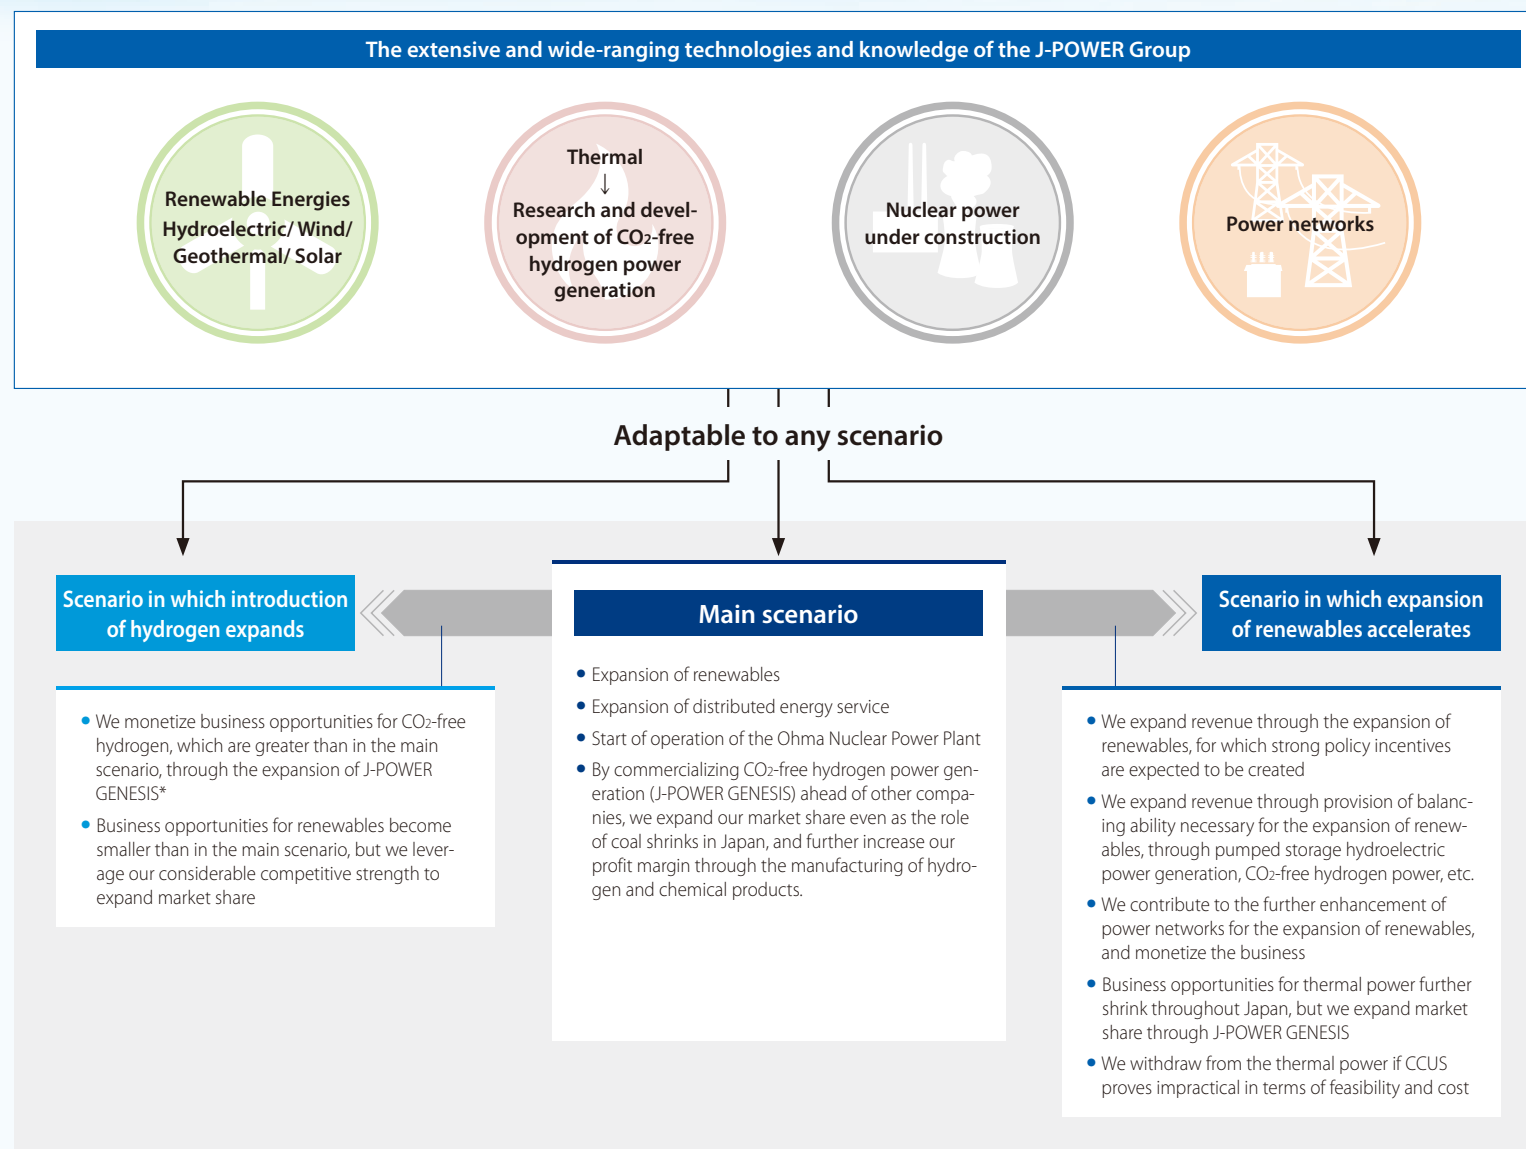 The extensive and wide-ranging technologies and knowledge of the J-POWER Group
Renewable Energies
Hydroelectric/ Wind/
Geothermal/ Solar
Thermal
↓
Research and devel-
opment of CO2-free
hydrogen power
generation
Nuclear power
under construction
Power networks
Adaptable to any scenario
Scenario in which introduction
of hydrogen expands
• We monetize business opportunities for CO2-free
hydrogen, which are greater than in the main
scenario, through the expansion of J-POWER
GENESIS*
• Business opportunities for renewables become
smaller than in the main scenario, but we lever-
age our considerable competitive strength to
expand market share
Main scenario
• Expansion of renewables
• Expansion of distributed energy service
• Start of operation of the Ohma Nuclear Power Plant
• By commercializing CO2-free hydrogen power gen-
eration (J-POWER GENESIS) ahead of other compa-
nies, we expand our market share even as the role
of coal shrinks in Japan, and further increase our
profit margin through the manufacturing of hydro-
gen and chemical products.
Scenario in which expansion
of renewables accelerates
• We expand revenue through the expansion of
renewables, for which strong policy incentives
are expected to be created
• We expand revenue through provision of balanc-
ing ability necessary for the expansion of renew-
ables, through pumped storage hydroelectric
power generation, CO2-free hydrogen power, etc.
• We contribute to the further enhancement of
power networks for the expansion of renewables,
and monetize the business
• Business opportunities for thermal power further
shrink throughout Japan, but we expand market
share through J-POWER GENESIS
• We withdraw from the thermal power if CCUS
proves impractical in terms of feasibility and cost